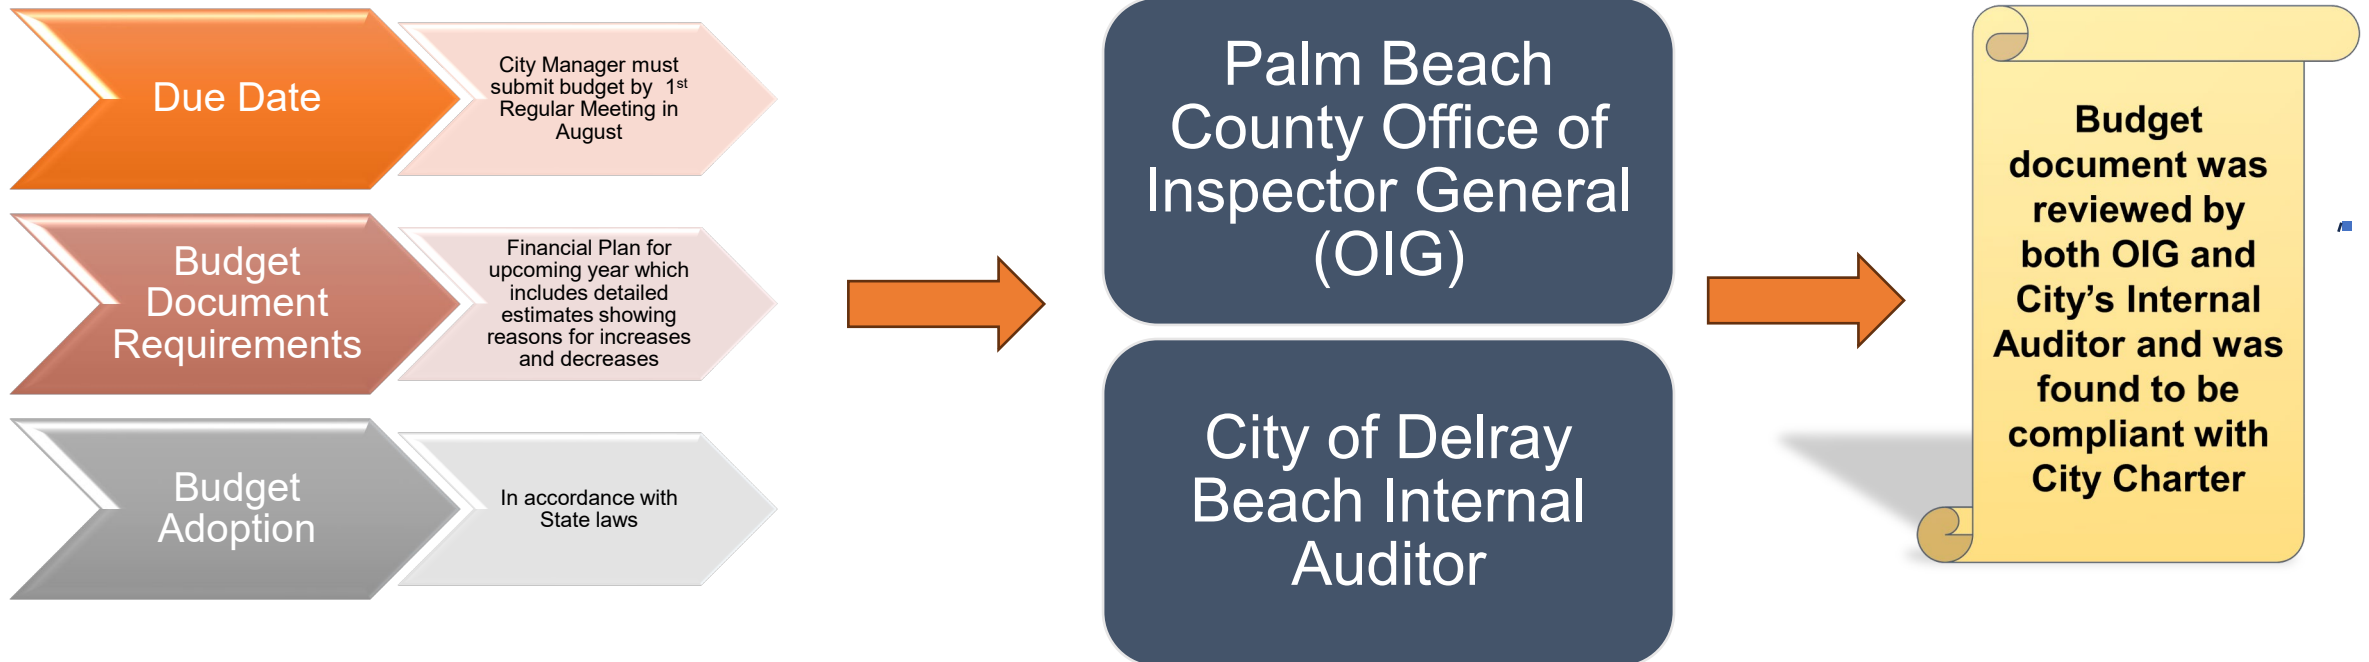 Due Date
City Manager must
submit budget by 1st
Regular Meeting in
August
Budget
Document
Requirements
Financial Plan for
upcoming year which
includes detailed
estimates showing
reasons for increases
and decreases
Budget
Adoption
In accordance with
State laws
Palm Beach
County Office of
Inspector General
(OIG)
City of Delray
Beach Internal
Auditor
Budget
document was
reviewed by
both OIG and
City’s Internal
Auditor and was
found to be
compliant with
City Charter